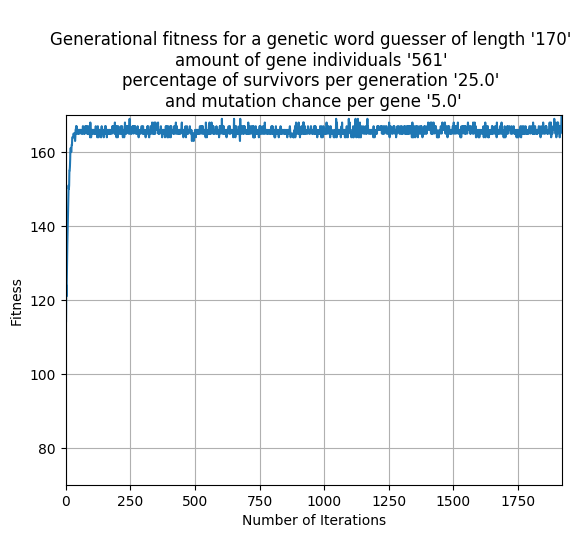 Generational fitness for a genetic word guesser of length '170'
amount of gene individuals '561'
percentage of survivors per generation '25.0'
and mutation chance per gene '5.0'
160
140
120
100
80
Fitness
0 250 500 750 1000 1250 1500 1750
Number of Iterations